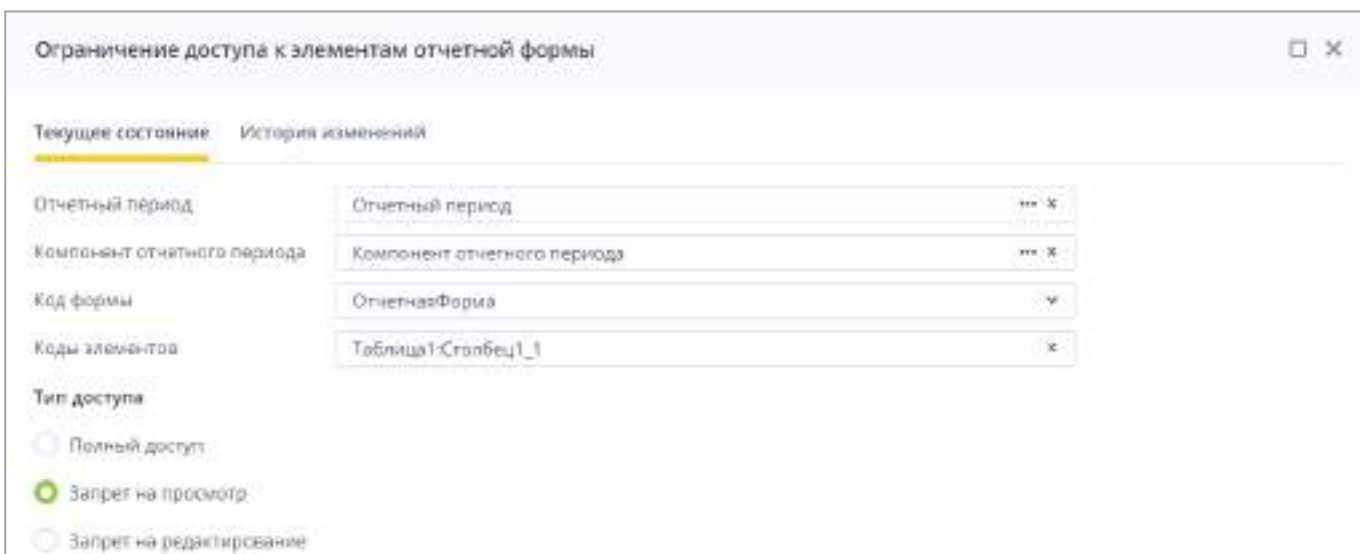 Ограничение доступа к элементам отчетной формы
Текущее состояние История изменений
Отчетный период Отчетный период
Компонент отчетного периода Компонент отчетного периода
Код формы ОтчетнаяФорма
Коды элементов Таблица1:Столбец1_1
Тип доступа
Полный доступ
Запрет на просмотр
Запрет на редактирование